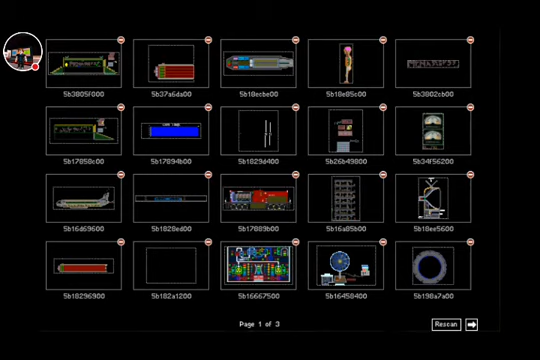 5b3805f000
5b37a6da00
5b18ecbe00
5b18e85c00
5b3802cb00
5b17858c00
5b17894b00
5b1829d400
5b26b49800
5b34f56200
5b16d69600
5b1828ed00
5b17889b00
5b16a85b00
5b18ee5600
5b18296900
5b182a1200
5b16667500
5b16458400
5b198a7a00
Page 1 of 3
Rescan